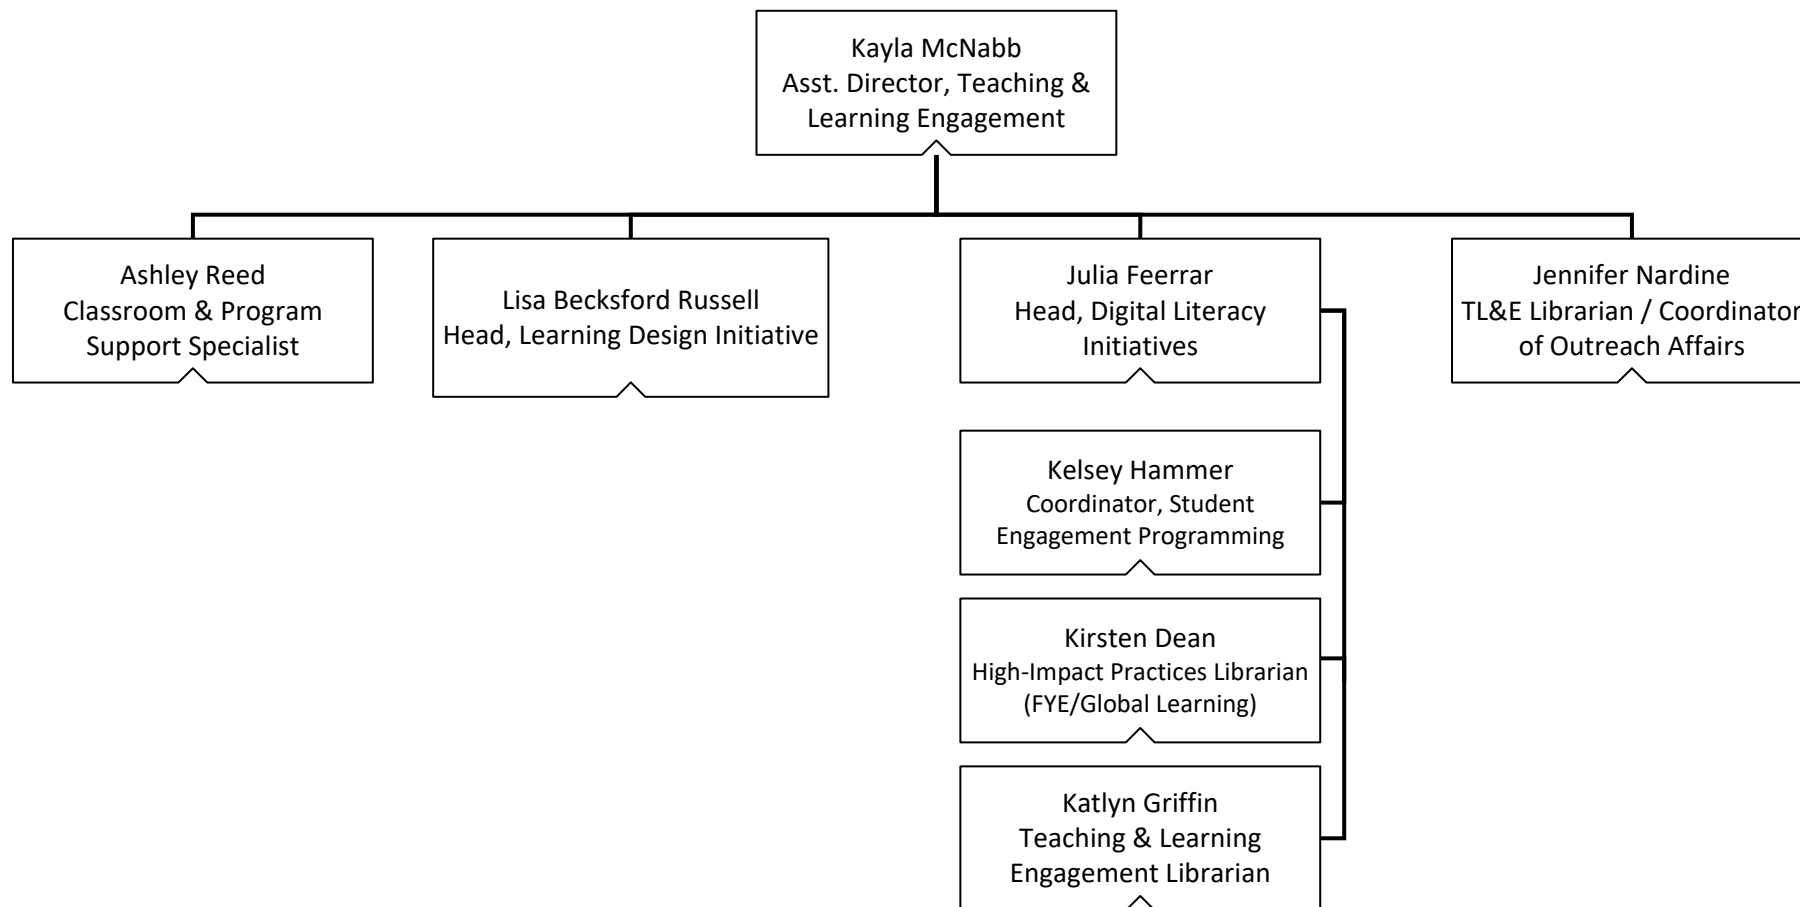 Kayla McNabb
Asst. Director, Teaching &
Learning Engagement
Ashley Reed
Classroom & Program
Support Specialist
Lisa Becksford Russell
Head, Learning Design Initiative
Julia Feerrar
Head, Digital Literacy
Initiatives
Jennifer Nardine
TL&E Librarian / Coordinator
of Outreach Affairs
Kelsey Hammer
Coordinator, Student
Engagement Programming
Kirsten Dean
High-Impact Practices Librarian
(FYE/Global Learning)
Katlyn Griffin
Teaching & Learning
Engagement Librarian